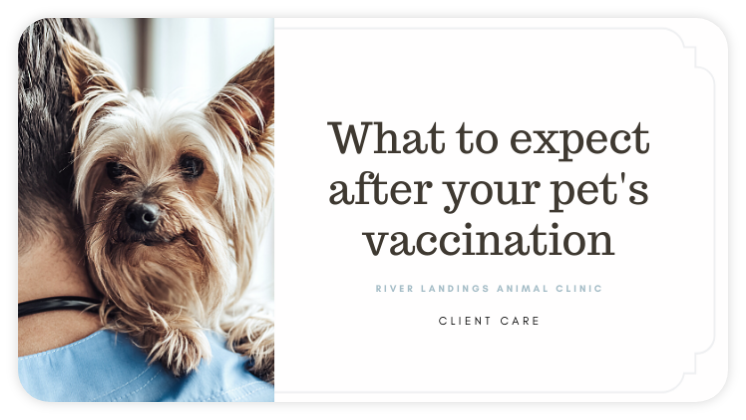 What to expect
after your pet's
vaccination
RIVER LANDINGS ANIMAL CLINIC
CLIENT CARE